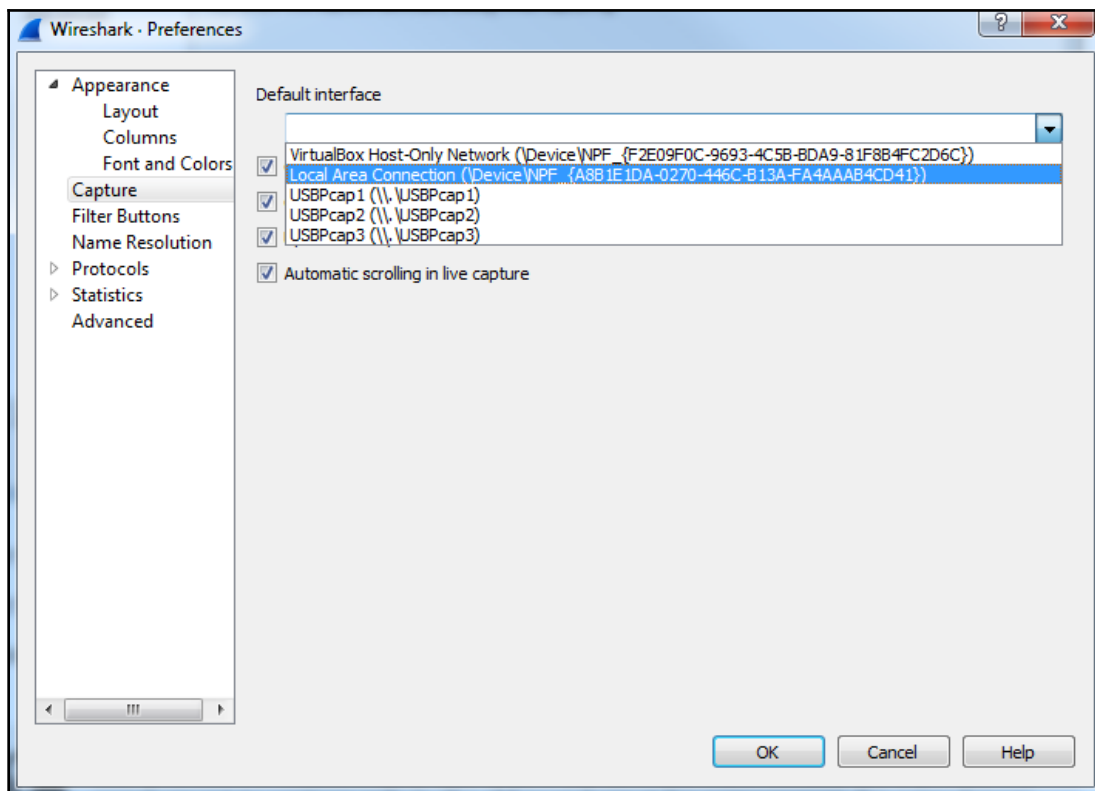 Wireshark · Preferences
Appearance
Layout
Columns
Font and Colors
Capture
Filter Buttons
Name Resolution
Protocols
Statistics
Advanced
Default interface
VirtualBox Host-Only Network (\Device\NPF_{F2E09F0C-9693-4C5B-BDA9-81F8B4FC2D6C})
Local Area Connection (\Device\NPF_{A8B1E1DA-0270-446C-B13A-FA4AAAB4CD41})
USBPcap1 (\\.\USBPcap1)
USBPcap2 (\\.\USBPcap2)
USBPcap3 (\\.\USBPcap3)
Automatic scrolling in live capture
OK Cancel Help